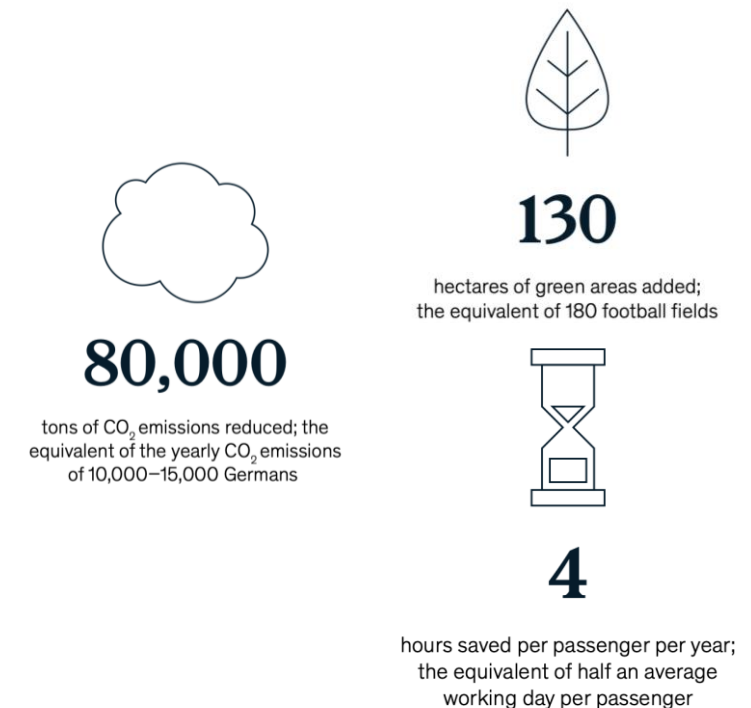 80,000
tons of CO₂ emissions reduced; the
equivalent of the yearly CO₂ emissions
of 10,000–15,000 Germans
130
hectares of green areas added;
the equivalent of 180 football fields
4
hours saved per passenger per year;
the equivalent of half an average
working day per passenger